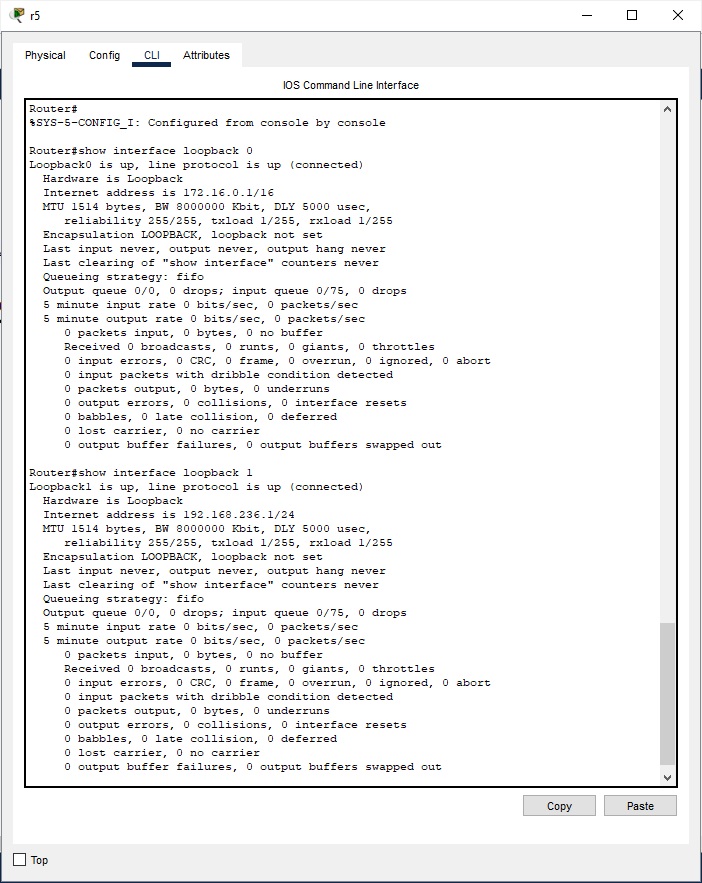 r5
Physical Config CLI Attributes
IOS Command Line Interface
Router#
%SYS-5-CONFIG_I: Configured from console by console
Router#show interface loopback 0
Loopback0 is up, line protocol is up (connected)
Hardware is Loopback
Internet address is 172.16.0.1/16
MTU 1514 bytes, BW 8000000 Kbit, DLY 5000 usec,
reliability 255/255, txload 1/255, rxload 1/255
Encapsulation LOOPBACK, loopback not set
Last input never, output never, output hang never
Last clearing of "show interface" counters never
Queueing strategy: fifo
Output queue 0/0, 0 drops; input queue 0/75, 0 drops
5 minute input rate 0 bits/sec, 0 packets/sec
5 minute output rate 0 bits/sec, 0 packets/sec
0 packets input, 0 bytes, 0 no buffer
Received 0 broadcasts, 0 runts, 0 giants, 0 throttles
0 input errors, 0 CRC, 0 frame, 0 overrun, 0 ignored, 0 abort
0 input packets with dribble condition detected
0 packets output, 0 bytes, 0 underruns
0 output errors, 0 collisions, 0 interface resets
0 babbles, 0 late collision, 0 deferred
0 lost carrier, 0 no carrier
0 output buffer failures, 0 output buffers swapped out
Router#show interface loopback 1
Loopback1 is up, line protocol is up (connected)
Hardware is Loopback
Internet address is 192.168.236.1/24
MTU 1514 bytes, BW 8000000 Kbit, DLY 5000 usec,
reliability 255/255, txload 1/255, rxload 1/255
Encapsulation LOOPBACK, loopback not set
Last input never, output never, output hang never
Last clearing of "show interface" counters never
Queueing strategy: fifo
Output queue 0/0, 0 drops; input queue 0/75, 0 drops
5 minute input rate 0 bits/sec, 0 packets/sec
5 minute output rate 0 bits/sec, 0 packets/sec
0 packets input, 0 bytes, 0 no buffer
Received 0 broadcasts, 0 runts, 0 giants, 0 throttles
0 input errors, 0 CRC, 0 frame, 0 overrun, 0 ignored, 0 abort
0 input packets with dribble condition detected
0 packets output, 0 bytes, 0 underruns
0 output errors, 0 collisions, 0 interface resets
0 babbles, 0 late collision, 0 deferred
0 lost carrier, 0 no carrier
0 output buffer failures, 0 output buffers swapped out
Copy Paste
Top